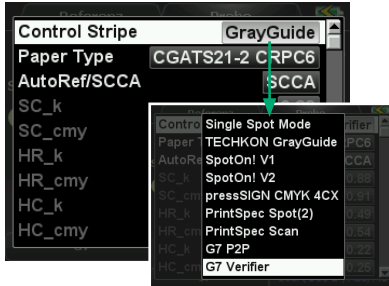 Referenz Probe
Control Stripe GrayGuide
Paper Type CGATS21-2 CRPC6
AutoRef/SCCA SCCA
SC_k
SC_cmy
HR_k
HR_cmy
HC_k
HC_cmy
Single Spot Mode
TECHKON GrayGuide
SpotOn! V1
SpotOn! V2
pressSIGN CMYK 4CX
PrintSpec Spot(2)
PrintSpec Scan
G7 P2P
G7 Verifier